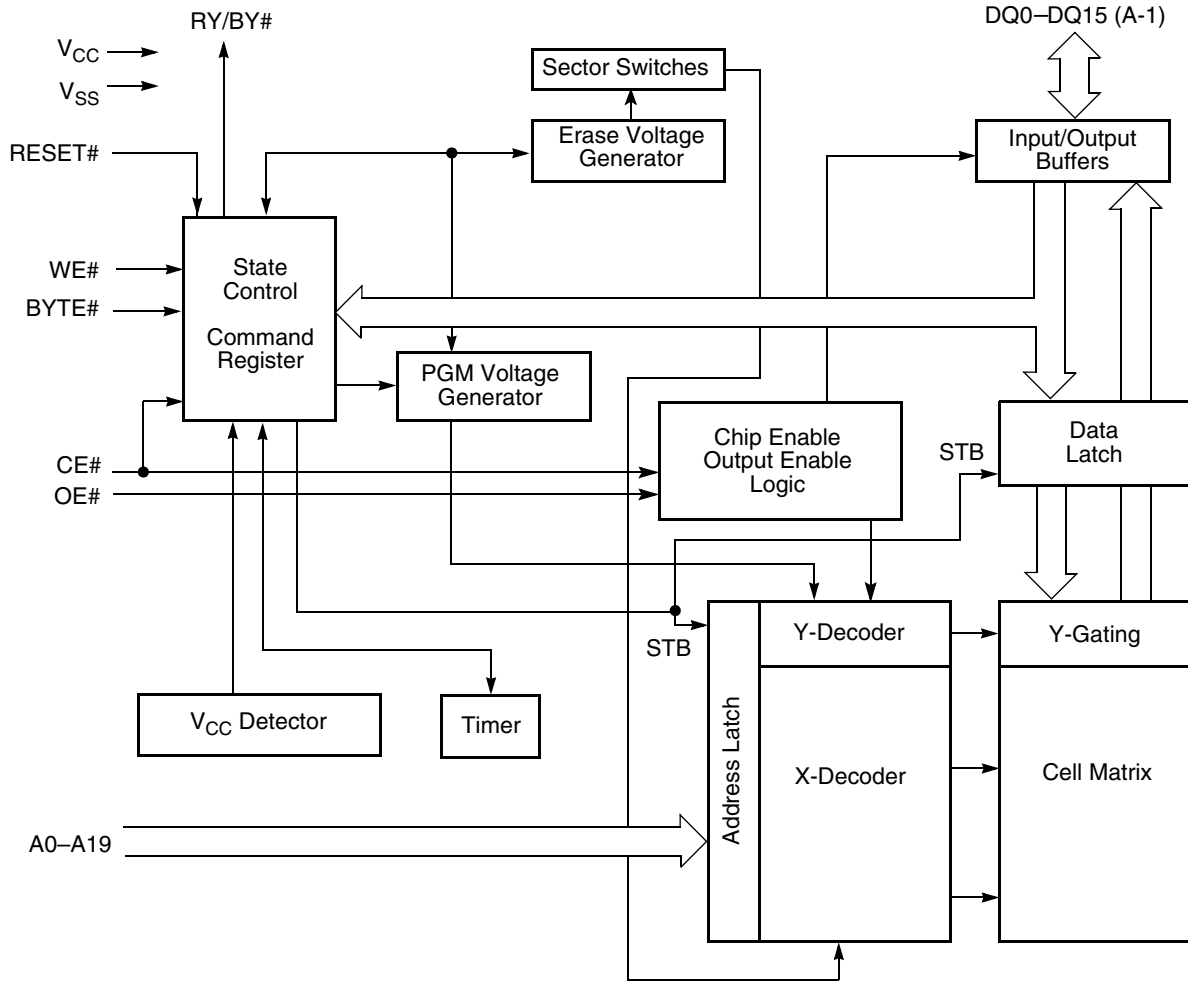 RY/BY#
DQ0–DQ15 (A-1)
VCC
VSS
Sector Switches
Erase Voltage
Generator
Input/Output
Buffers
RESET#
WE#
BYTE#
State
Control
Command
Register
PGM Voltage
Generator
Chip Enable
Output Enable
Logic
Data
Latch
STB
CE#
OE#
STB
Y-Decoder
Y-Gating
VCC Detector
Timer
Address Latch
X-Decoder
Cell Matrix
A0–A19